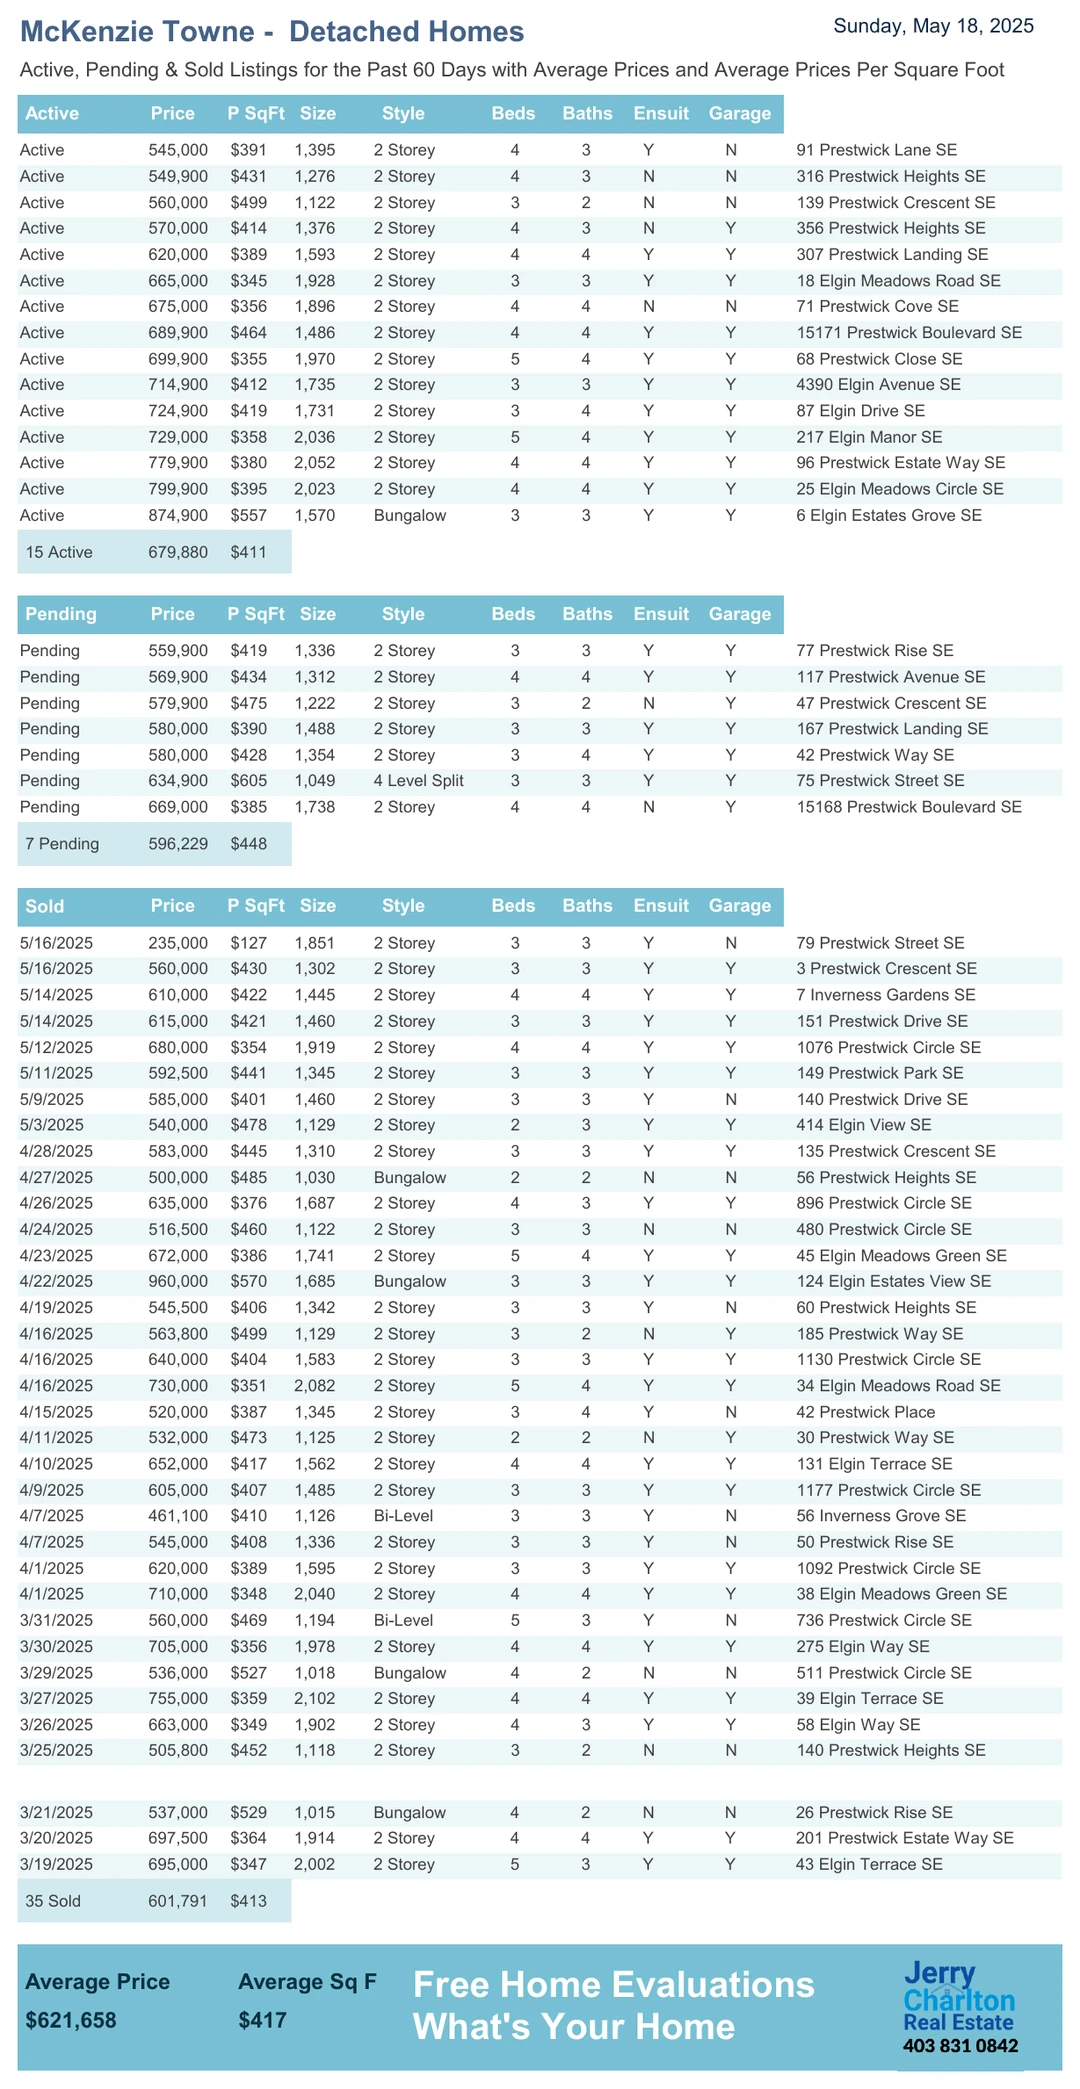 McKenzie Towne - Detached Homes Sunday, May 18, 2025
Active, Pending & Sold Listings for the Past 60 Days with Average Prices and Average Prices Per Square Foot
Active Price P SqFt Size Style Beds Baths Ensuit Garage
Active 545,000 $391 1,395 2 Storey 4 3 Y N 91 Prestwick Lane SE
Active 549,900 $431 1,276 2 Storey 4 3 N N 316 Prestwick Heights SE
Active 560,000 $499 1,122 2 Storey 3 2 N N 139 Prestwick Crescent SE
Active 570,000 $414 1,376 2 Storey 4 3 N Y 356 Prestwick Heights SE
Active 620,000 $389 1,593 2 Storey 4 4 Y Y 307 Prestwick Landing SE
Active 665,000 $345 1,928 2 Storey 3 3 Y Y 18 Elgin Meadows Road SE
Active 675,000 $356 1,896 2 Storey 4 4 N N 71 Prestwick Cove SE
Active 689,900 $464 1,486 2 Storey 4 4 Y Y 15171 Prestwick Boulevard SE
Active 699,900 $355 1,970 2 Storey 5 4 Y Y 68 Prestwick Close SE
Active 714,900 $412 1,735 2 Storey 3 3 Y Y 4390 Elgin Avenue SE
Active 724,900 $419 1,731 2 Storey 3 4 Y Y 87 Elgin Drive SE
Active 729,000 $358 2,036 2 Storey 5 4 Y Y 217 Elgin Manor SE
Active 779,900 $380 2,052 2 Storey 4 4 Y Y 96 Prestwick Estate Way SE
Active 799,900 $395 2,023 2 Storey 4 4 Y Y 25 Elgin Meadows Circle SE
Active 874,900 $557 1,570 Bungalow 3 3 Y Y 6 Elgin Estates Grove SE
15 Active 679,880 $411
Pending Price P SqFt Size Style Beds Baths Ensuit Garage
Pending 559,900 $419 1,336 2 Storey 3 3 Y Y 77 Prestwick Rise SE
Pending 569,900 $434 1,312 2 Storey 4 4 Y Y 117 Prestwick Avenue SE
Pending 579,900 $475 1,222 2 Storey 3 2 N Y 47 Prestwick Crescent SE
Pending 580,000 $390 1,488 2 Storey 3 3 Y Y 167 Prestwick Landing SE
Pending 580,000 $428 1,354 2 Storey 3 4 Y Y 42 Prestwick Way SE
Pending 634,900 $605 1,049 4 Level Split 3 3 Y Y 75 Prestwick Street SE
Pending 669,000 $385 1,738 2 Storey 4 4 N Y 15168 Prestwick Boulevard SE
7 Pending 596,229 $448
Sold Price P SqFt Size Style Beds Baths Ensuit Garage
5/16/2025 235,000 $127 1,851 2 Storey 3 3 Y N 79 Prestwick Street SE
5/16/2025 560,000 $430 1,302 2 Storey 3 3 Y Y 3 Prestwick Crescent SE
5/14/2025 610,000 $422 1,445 2 Storey 4 4 Y Y 7 Inverness Gardens SE
5/14/2025 615,000 $421 1,460 2 Storey 3 3 Y Y 151 Prestwick Drive SE
5/12/2025 680,000 $354 1,919 2 Storey 4 4 Y Y 1076 Prestwick Circle SE
5/11/2025 592,500 $441 1,345 2 Storey 3 3 Y Y 149 Prestwick Park SE
5/9/2025 585,000 $401 1,460 2 Storey 3 3 Y N 140 Prestwick Drive SE
5/3/2025 540,000 $478 1,129 2 Storey 2 3 Y Y 414 Elgin View SE
4/28/2025 583,000 $445 1,310 2 Storey 3 3 Y Y 135 Prestwick Crescent SE
4/27/2025 500,000 $485 1,030 Bungalow 2 2 N N 56 Prestwick Heights SE
4/26/2025 635,000 $376 1,687 2 Storey 4 3 Y Y 896 Prestwick Circle SE
4/24/2025 516,500 $460 1,122 2 Storey 3 3 N N 480 Prestwick Circle SE
4/23/2025 672,000 $386 1,741 2 Storey 5 4 Y Y 45 Elgin Meadows Green SE
4/22/2025 960,000 $570 1,685 Bungalow 3 3 Y Y 124 Elgin Estates View SE
4/19/2025 545,500 $406 1,342 2 Storey 3 3 Y N 60 Prestwick Heights SE
4/16/2025 563,800 $499 1,129 2 Storey 3 2 N Y 185 Prestwick Way SE
4/16/2025 640,000 $404 1,583 2 Storey 3 3 Y Y 1130 Prestwick Circle SE
4/16/2025 730,000 $351 2,082 2 Storey 5 4 Y Y 34 Elgin Meadows Road SE
4/15/2025 520,000 $387 1,345 2 Storey 3 4 Y N 42 Prestwick Place
4/11/2025 532,000 $473 1,125 2 Storey 2 2 N Y 30 Prestwick Way SE
4/10/2025 652,000 $417 1,562 2 Storey 4 4 Y Y 131 Elgin Terrace SE
4/9/2025 605,000 $407 1,485 2 Storey 3 3 Y Y 1177 Prestwick Circle SE
4/7/2025 461,100 $410 1,126 Bi-Level 3 3 Y N 56 Inverness Grove SE
4/7/2025 545,000 $408 1,336 2 Storey 3 3 Y N 50 Prestwick Rise SE
4/1/2025 620,000 $389 1,595 2 Storey 3 3 Y Y 1092 Prestwick Circle SE
4/1/2025 710,000 $348 2,040 2 Storey 4 4 Y Y 38 Elgin Meadows Green SE
3/31/2025 560,000 $469 1,194 Bi-Level 5 3 Y N 736 Prestwick Circle SE
3/30/2025 705,000 $356 1,978 2 Storey 4 4 Y Y 275 Elgin Way SE
3/29/2025 536,000 $527 1,018 Bungalow 4 2 N N 511 Prestwick Circle SE
3/27/2025 755,000 $359 2,102 2 Storey 4 4 Y Y 39 Elgin Terrace SE
3/26/2025 663,000 $349 1,902 2 Storey 4 3 Y Y 58 Elgin Way SE
3/25/2025 505,800 $452 1,118 2 Storey 3 2 N N 140 Prestwick Heights SE
3/21/2025 537,000 $529 1,015 Bungalow 4 2 N N 26 Prestwick Rise SE
3/20/2025 697,500 $364 1,914 2 Storey 4 4 Y Y 201 Prestwick Estate Way SE
3/19/2025 695,000 $347 2,002 2 Storey 5 3 Y Y 43 Elgin Terrace SE
35 Sold 601,791 $413
Average Price Average Sq F
$621,658 $417
Free Home Evaluations
What's Your Home
Jerry
Charlton
Real Estate
403 831 0842